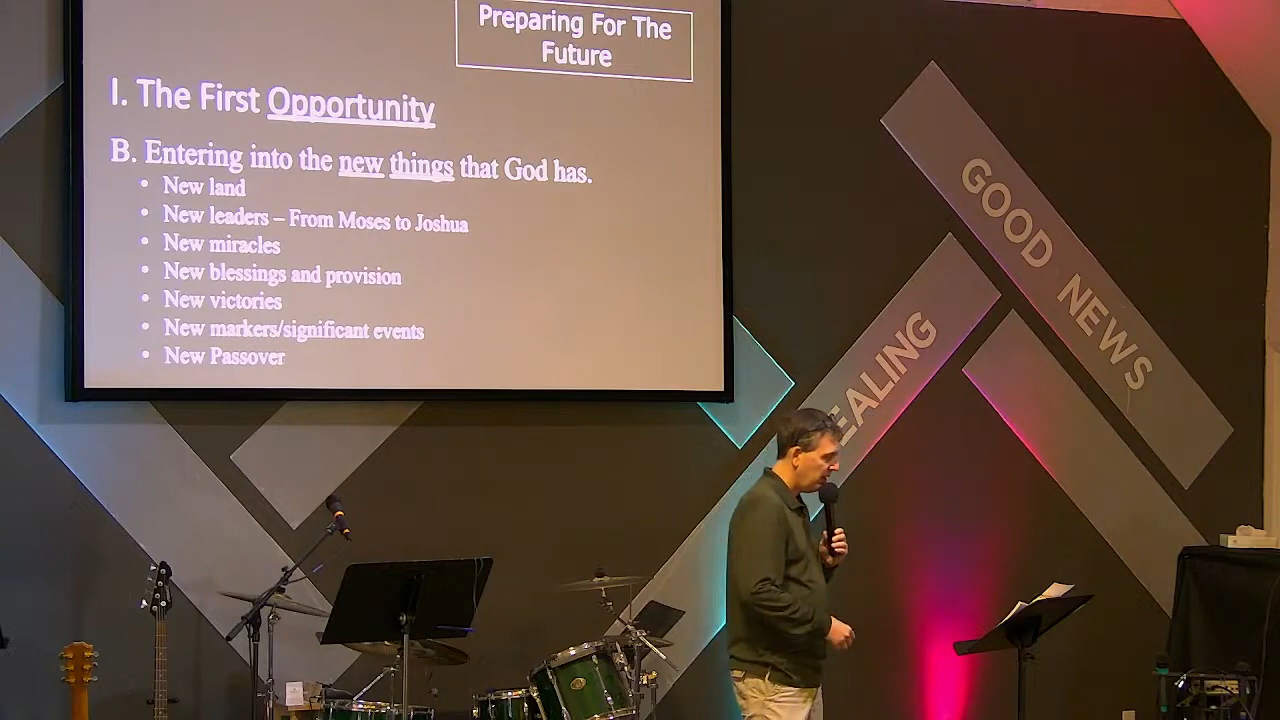 Preparing For The
Future
I. The First Opportunity
B. Entering into the new things that God has.
• New land
• New leaders – From Moses to Joshua
• New miracles
• New blessings and provision
• New victories
• New markers/significant events
• New Passover
GOOD NEWS
EALING